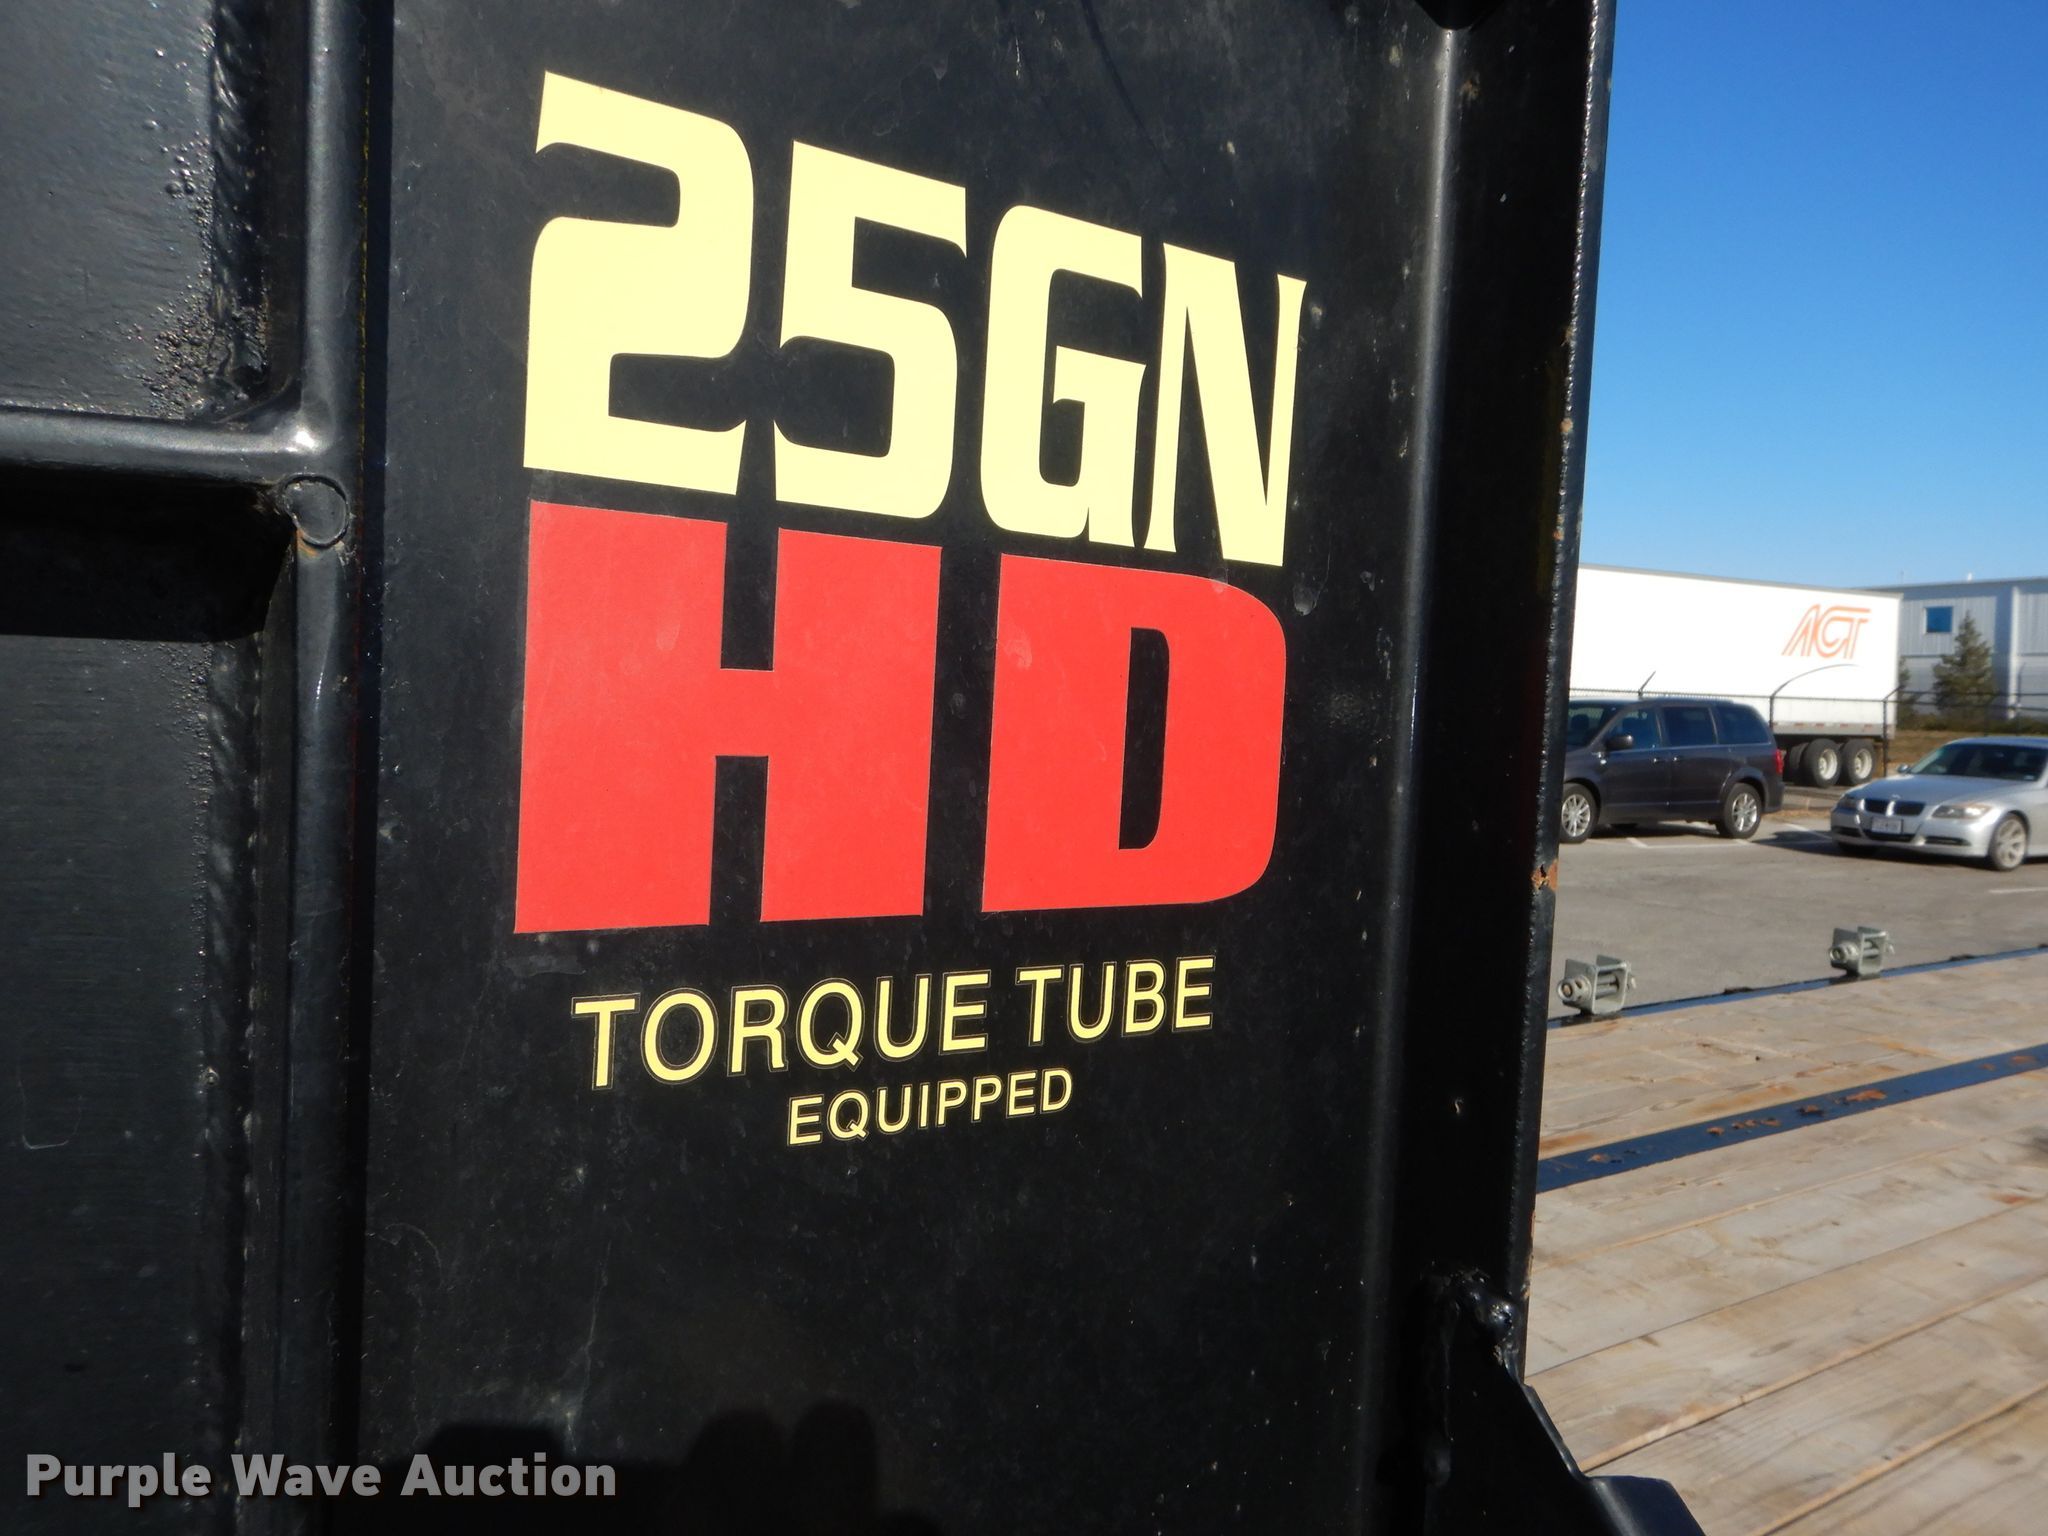 25GN
HD
TORQUE TUBE
EQUIPPED
ACT
Purple Wave Auction